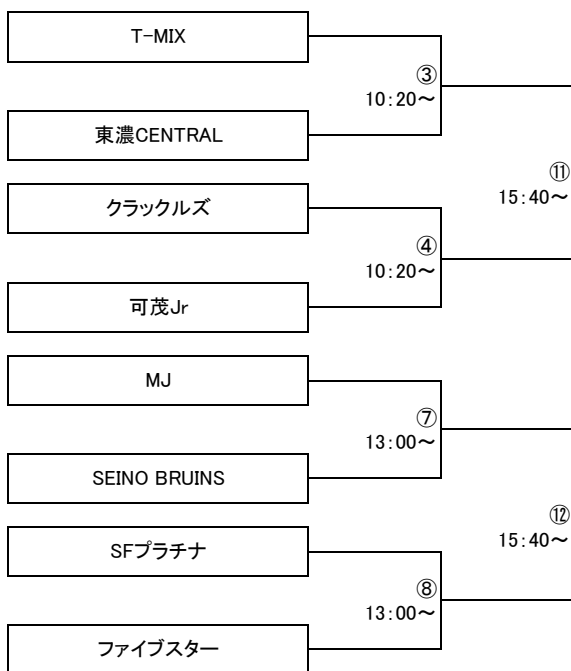 T-MIX
③
10:20～
東濃CENTRAL
⑪
15:40～
クラックルズ
④
10:20～
可茂Jr
MJ
⑦
13:00～
SEINO BRUINS
⑫
15:40～
SFプラチナ
⑧
13:00～
ファイブスター